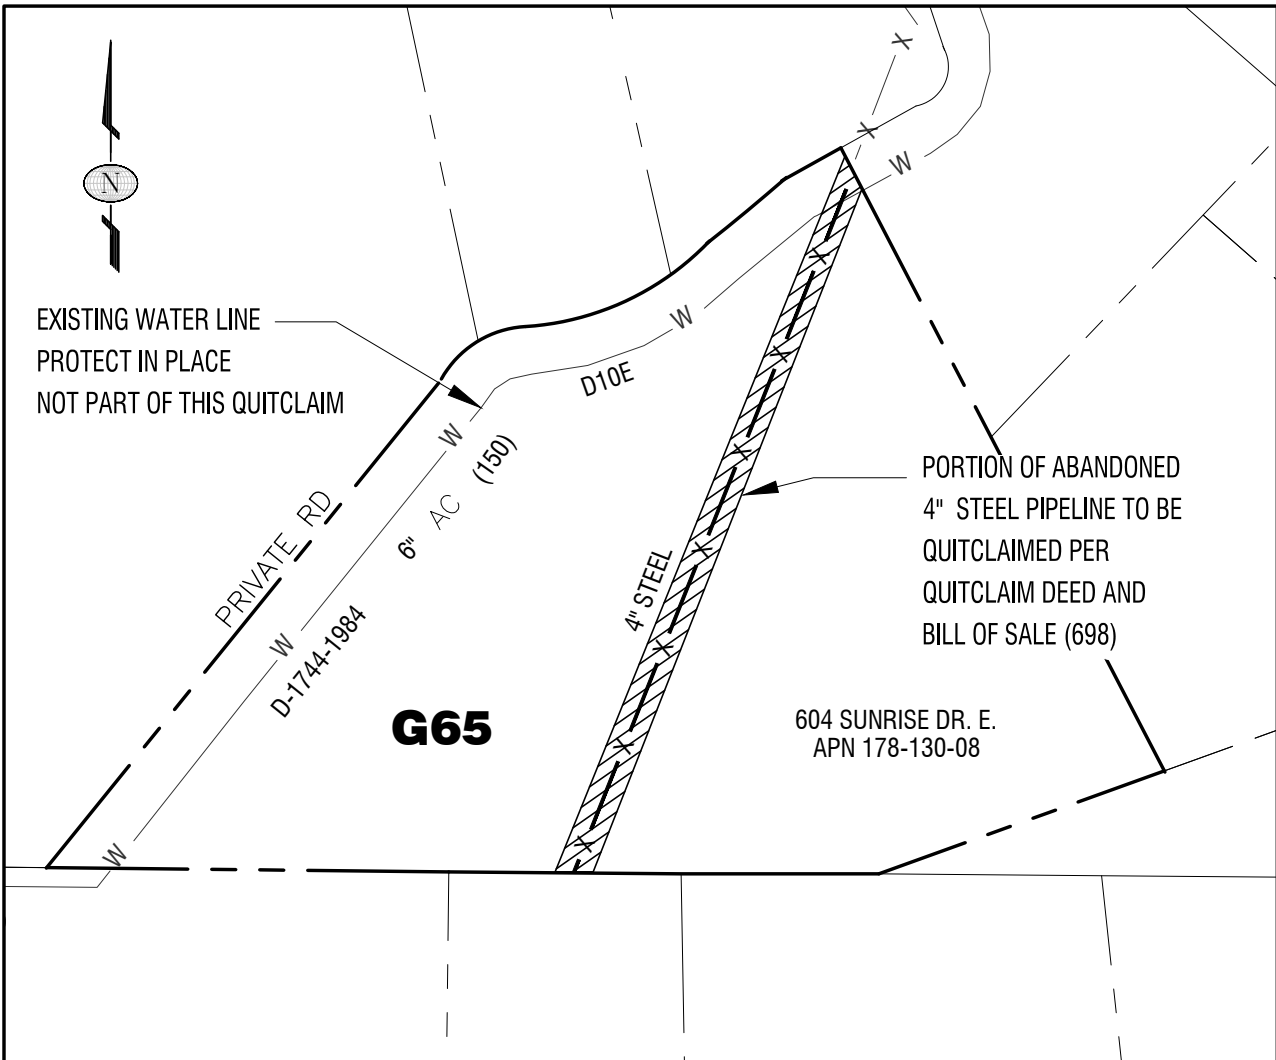 N
EXISTING WATER LINE
PROTECT IN PLACE
NOT PART OF THIS QUITCLAIM
X
X
W
W
D10E
X
X
W
(150)
6" AC
PRIVATE RD
X
PORTION OF ABANDONED
4" STEEL PIPELINE TO BE
QUITCLAIMED PER
QUITCLAIM DEED AND
BILL OF SALE (698)
X
4" STEEL
W
D-1744-1984
X
G65
604 SUNRISE DR. E.
APN 178-130-08
X
W
X